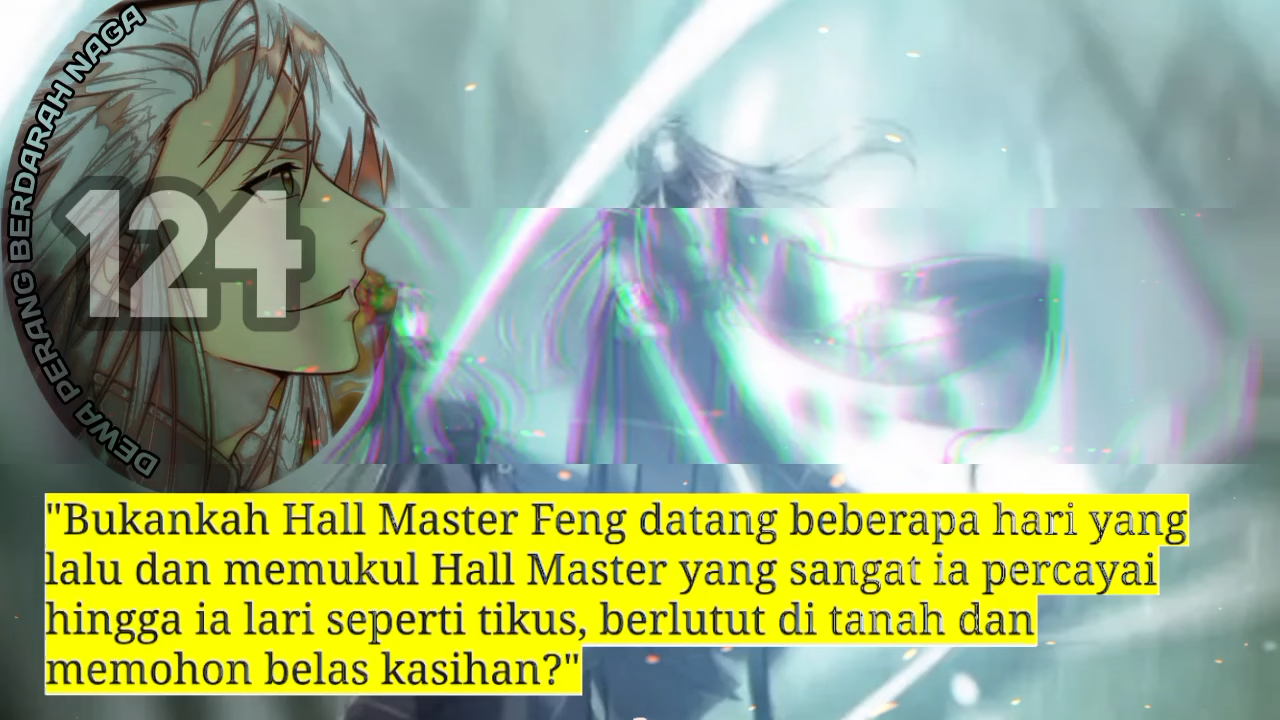 DEWA PERANG BERDARAH NAGA
124
"Bukankah Hall Master Feng datang beberapa hari yang
lalu dan memukul Hall Master yang sangat ia percayai
hingga ia lari seperti tikus, berlutut di tanah dan
memohon belas kasihan?"